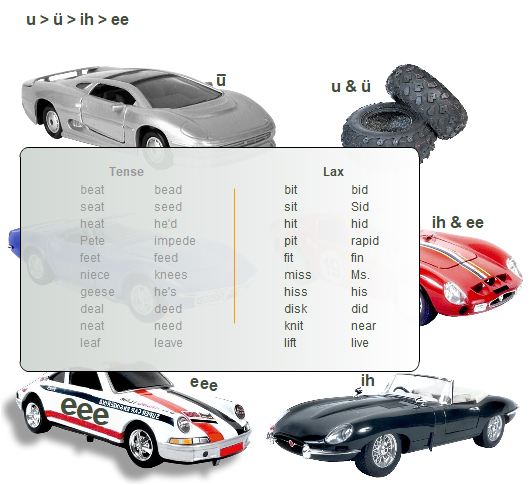 u > ü > ih > ee
ū
u & ü
Tense Lax
beat bead bit bid
seat seed sit Sid
heat he'd hit hid
Pete impede pit rapid
feet feed fit fin
niece knees miss Ms.
geese he's hiss his
deal deed disk did
neat need knit near
leaf leave lift live
ih & ee
eee
ih
eee